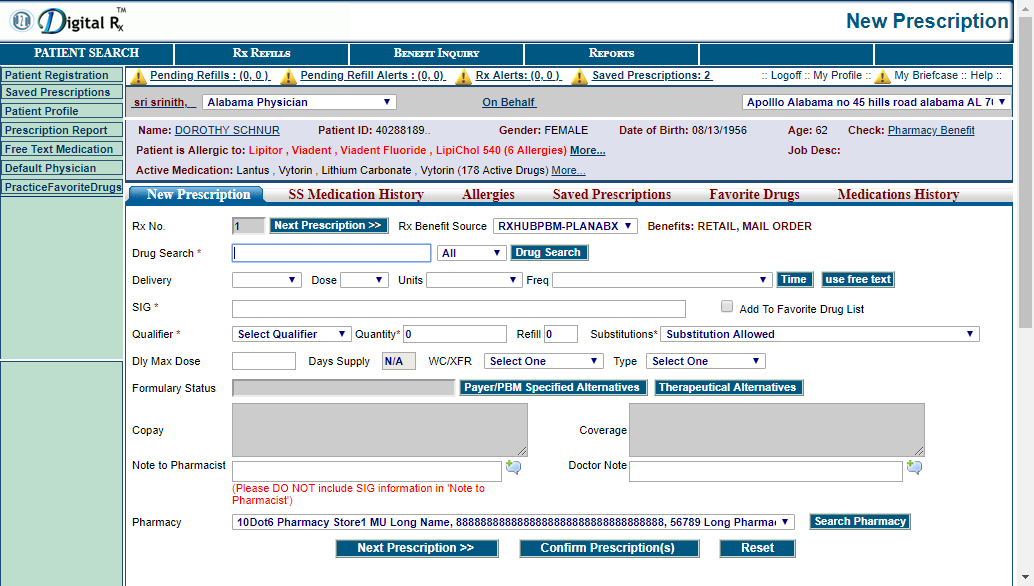 Digital Rx TM
New Prescription
PATIENT SEARCH Rx REFILLS BENEFIT INQUIRY REPORTS
Patient Registration
Saved Prescriptions
Patient Profile
Prescription Report
Free Text Medication
Default Physician
PracticeFavoriteDrugs
Pending Refills : (0, 0 ) Pending Refill Alerts : (0, 0) Rx Alerts: (0, 0 ) Saved Prescriptions: 2 :: Logoff :: My Profile :: My Briefcase :: Help ::
sri srinith, Alabama Physician On Behalf Apolllo Alabama no 45 hills road alabama AL
Name: DOROTHY SCHNUR Patient ID: 40288189.. Gender: FEMALE Date of Birth: 08/13/1956 Age: 62 Check: Pharmacy Benefit
Patient is Allergic to: Lipitor , Viadent , Viadent Fluoride , LipiChol 540 (6 Allergies) More... Job Desc:
Active Medication: Lantus , Vytorin , Lithium Carbonate , Vytorin (178 Active Drugs) More...
New Prescription SS Medication History Allergies Saved Prescriptions Favorite Drugs Medications History
Rx No. 1 Next Prescription >> Rx Benefit Source RXHUBPBM-PLANABX Benefits: RETAIL, MAIL ORDER
Drug Search * All Drug Search
Delivery Dose Units Freq Time use free text
SIG * Add To Favorite Drug List
Qualifier * Select Qualifier Quantity* 0 Refill 0 Substitutions* Substitution Allowed
Dly Max Dose Days Supply N/A WC/XFR Select One Type Select One
Formulary Status Payer/PBM Specified Alternatives Therapeutical Alternatives
Copay Coverage
Note to Pharmacist Doctor Note
(Please DO NOT include SIG information in 'Note to
Pharmacist')
Pharmacy 10Dot6 Pharmacy Store1 MU Long Name, 56789 Long Search Pharmacy
Next Prescription >> Confirm Prescription(s) Reset